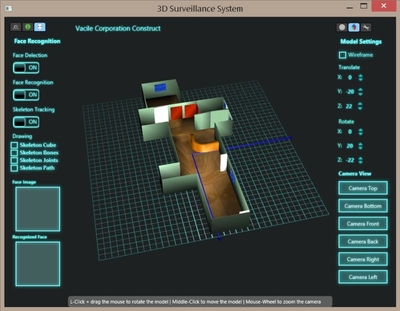 3D Surveillance System
Vacile Corporation Construct
Face Recognition
Face Detection
ON
Face Recognition
ON
Skeleton Tracking
ON
Drawing
Skeleton Cube
Skeleton Bones
Skeleton Joints
Skeleton Path
Face Image
Recognized Face
Model Settings
Wireframe
Translate
X: 0
Y: -20
Z: 22
Rotate
X: 0
Y: 20
Z: -22
Camera View
Camera Top
Camera Bottom
Camera Front
Camera Back
Camera Right
Camera Left
L-Click + drag the mouse to rotate the model | Middle-Click to move the model | Mouse-Wheel to zoom the camera